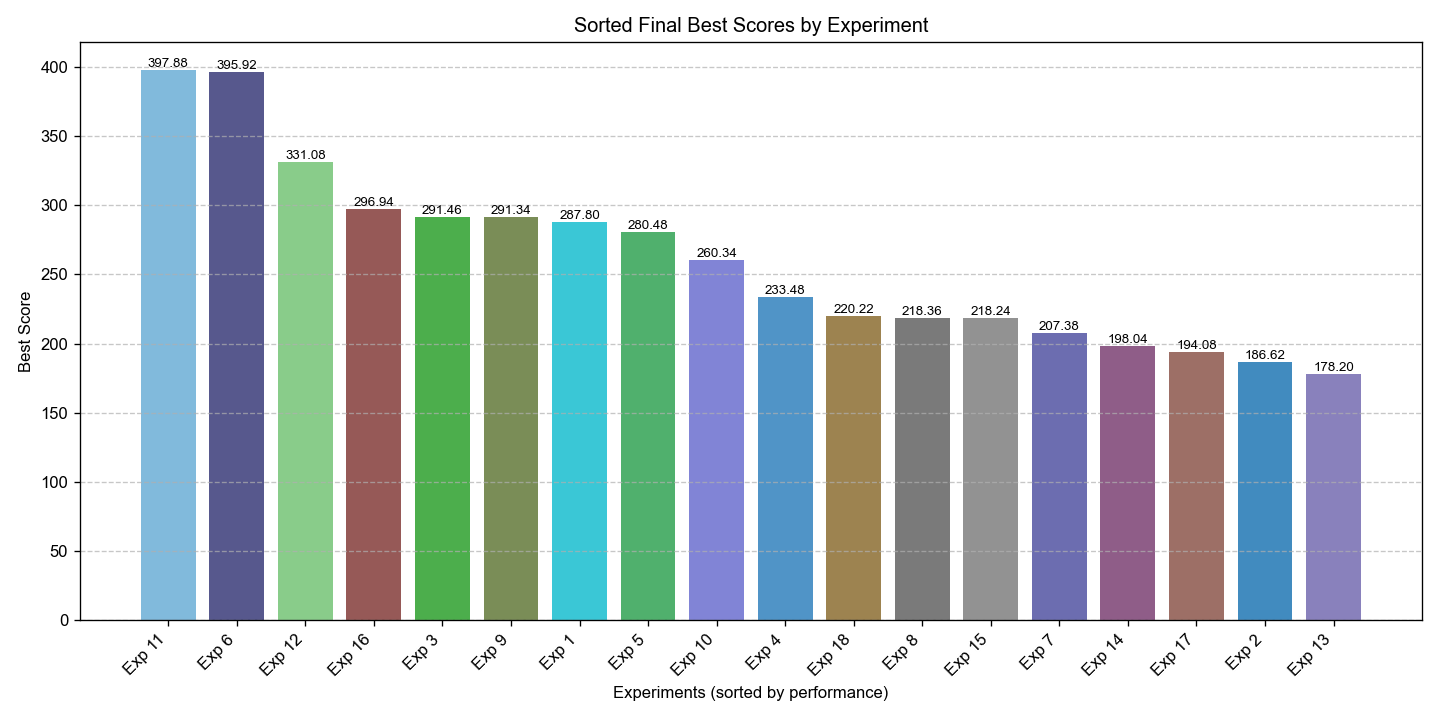 Sorted Final Best Scores by Experiment
Best Score
400
350
300
250
200
150
100
50
0
397.88
395.92
331.08
296.94
291.46
291.34
287.80
280.48
260.34
233.48
220.22
218.36
218.24
207.38
198.04
194.08
186.62
178.20
Exp 11
Exp 6
Exp 12
Exp 16
Exp 3
Exp 9
Exp 1
Exp 5
Exp 10
Exp 4
Exp 18
Exp 8
Exp 15
Exp 7
Exp 14
Exp 17
Exp 2
Exp 13
Experiments (sorted by performance)